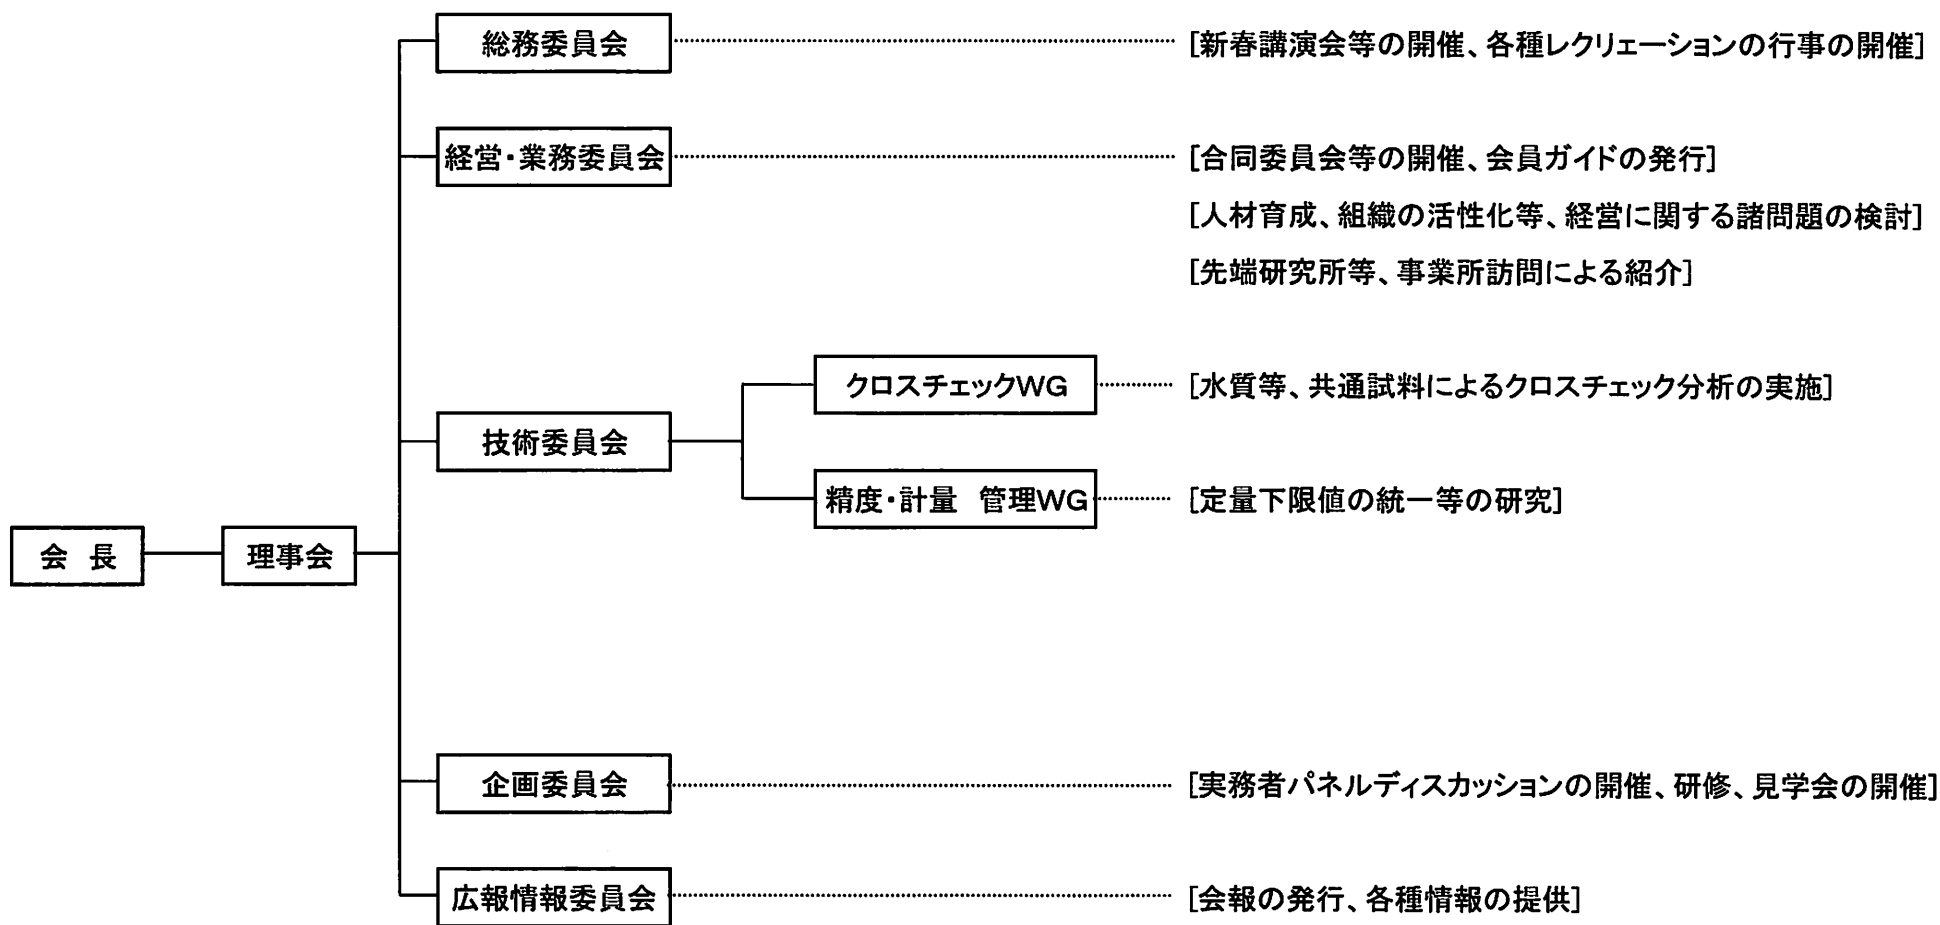 総務委員会 [新春講演会等の開催、各種レクリェーションの行事の開催]
経営・業務委員会 [合同委員会等の開催、会員ガイドの発行]
[人材育成、組織の活性化等、経営に関する諸問題の検討]
[先端研究所等、事業所訪問による紹介]
クロスチェックWG [水質等、共通試料によるクロスチェック分析の実施]
技術委員会
精度・計量 管理WG [定量下限値の統一等の研究]
会 長 理事会
企画委員会 [実務者パネルディスカッションの開催、研修、見学会の開催]
広報情報委員会 [会報の発行、各種情報の提供]